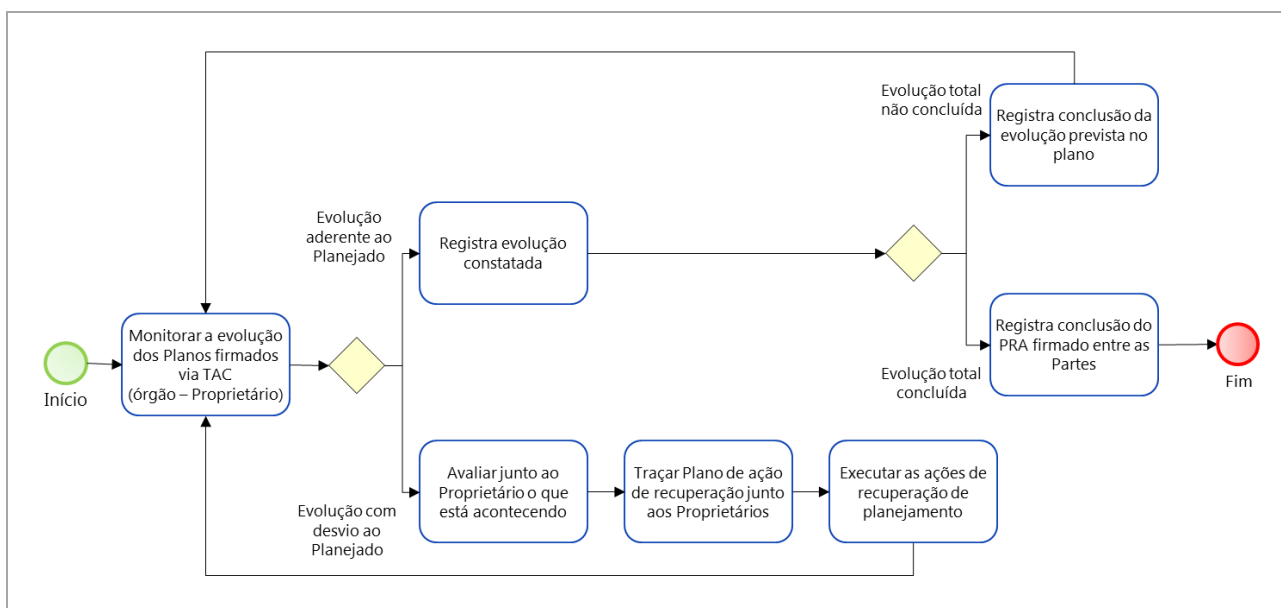 Evolução total
não concluída
Registra conclusão da
evolução prevista no
plano
Evolução
aderente ao
Planejado
Registra evolução
constatada
Início
Monitorar a evolução
dos Planos firmados
via TAC
(órgão – Proprietário)
Registra conclusão do
PRA firmado entre as
Partes
Evolução total
concluída
Fim
Evolução com
desvio ao
Planejado
Avaliar junto ao
Proprietário o que
está acontecendo
Traçar Plano de ação
de recuperação junto
aos Proprietários
Executar as ações de
recuperação de
planejamento